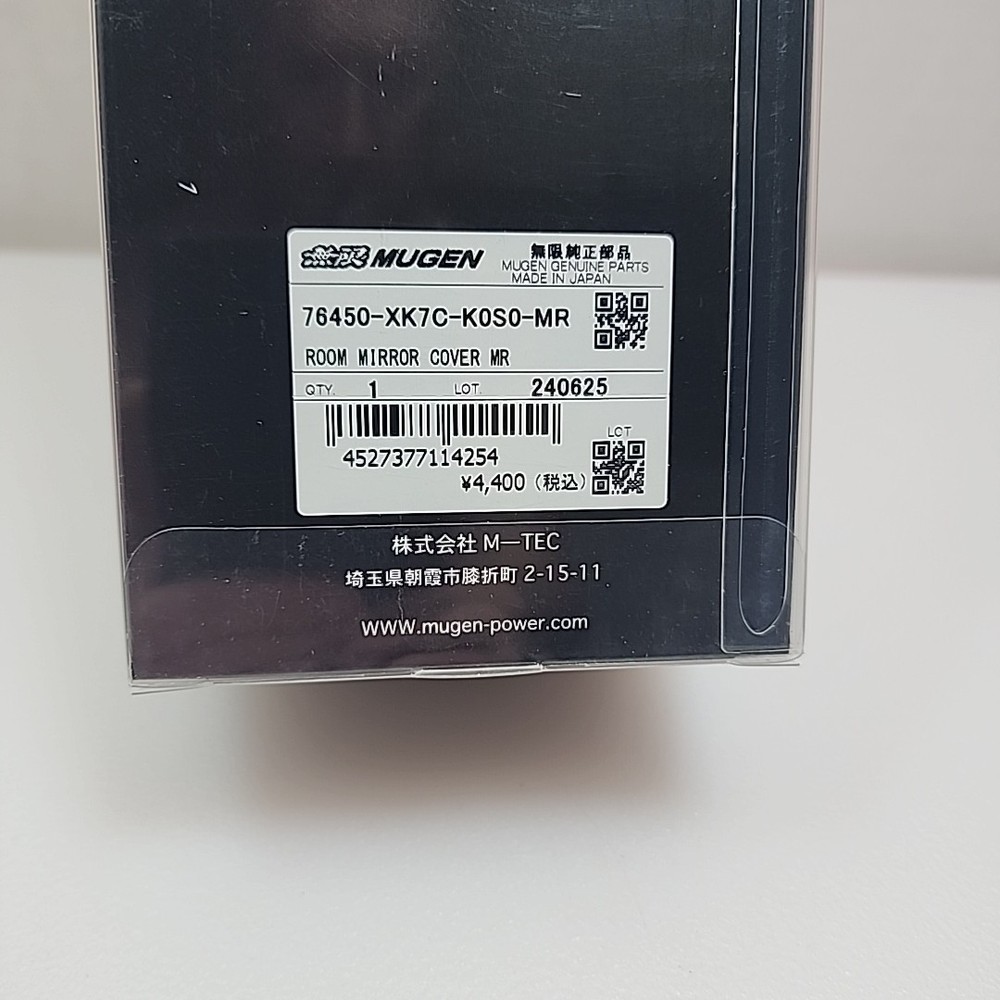 無限 MUGEN 無限純正部品
MUGEN GENUINE PARTS
MADE IN JAPAN
76450-XK7C-K0S0-MR
ROOM MIRROR COVER MR
QTY. 1 LOT. 240625
4527377114254
LOT
¥4,400 (税込)
株式会社 M—TEC
埼玉県朝霞市膝折町 2-15-11
www.mugen-power.com